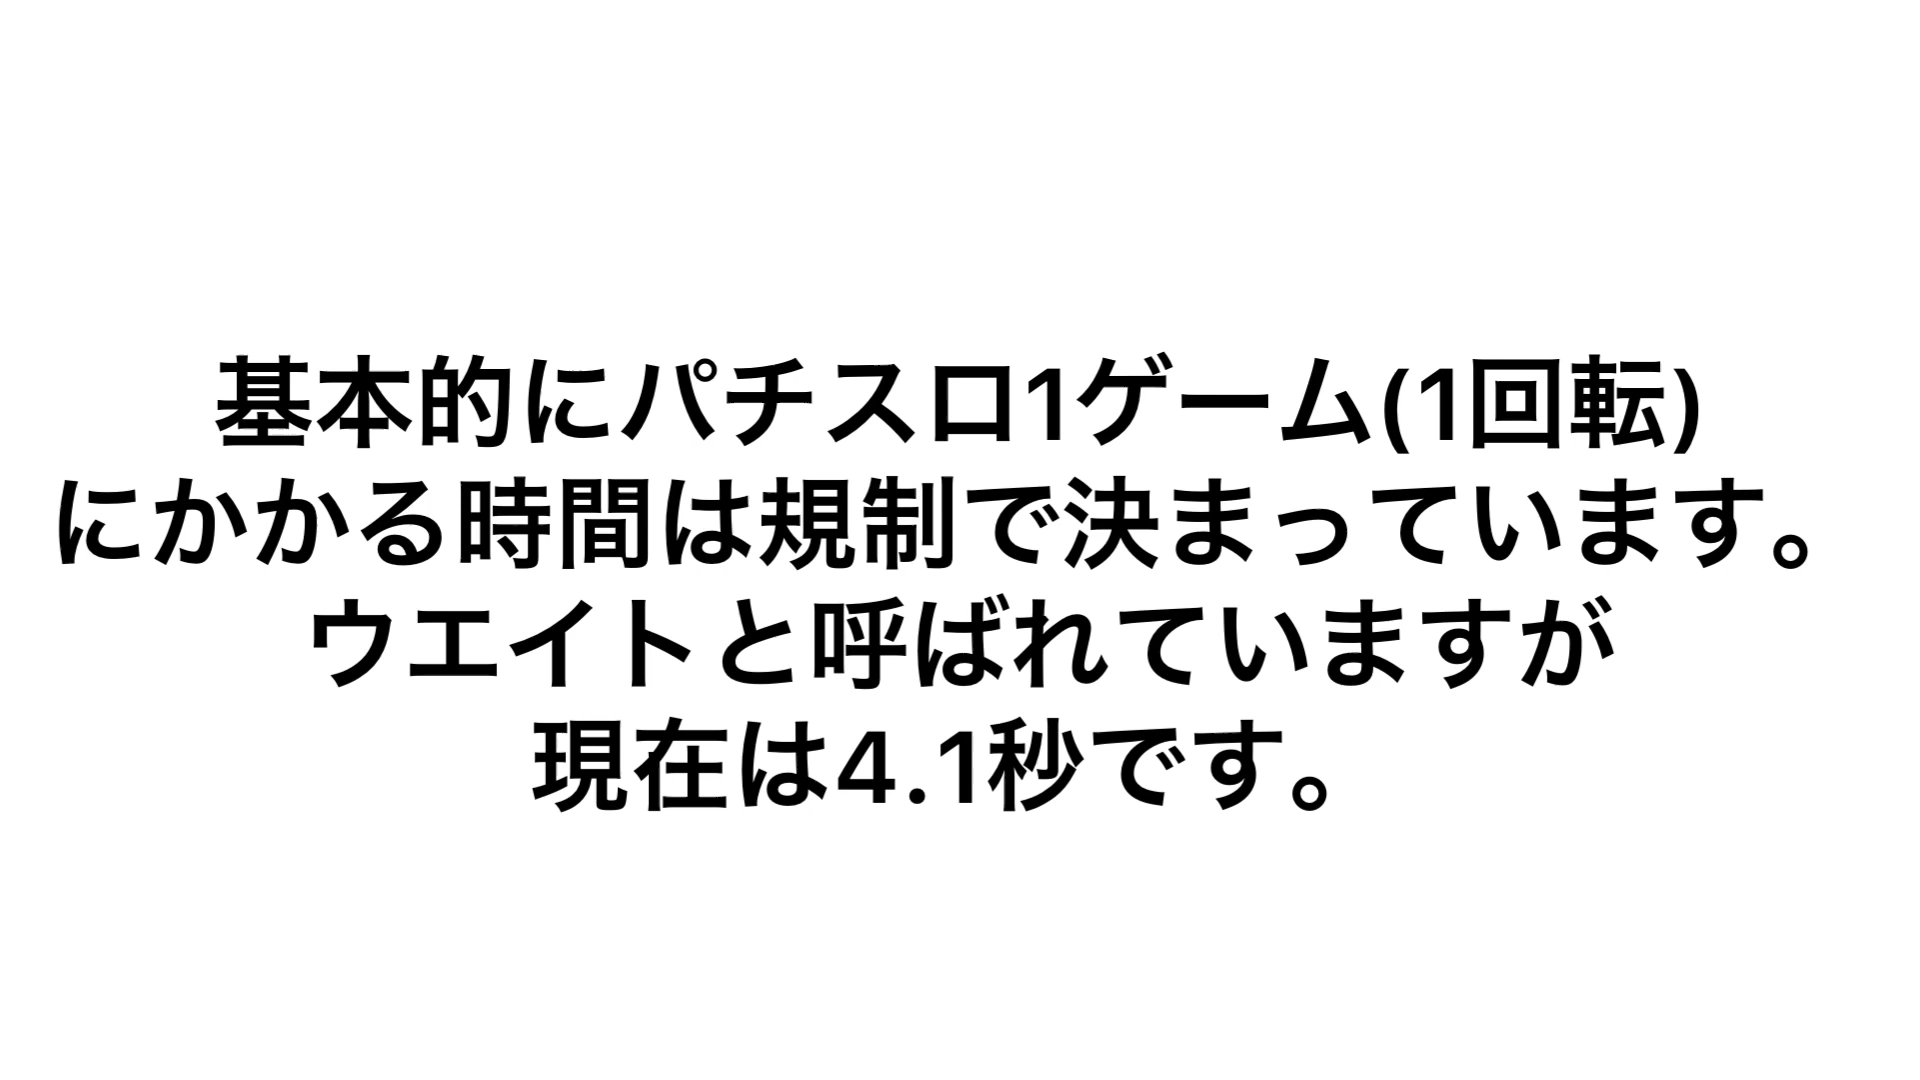 基本的にパチスロ1ゲーム(1回転)
にかかる時間は規制で決まっています。
ウエイトと呼ばれていますが
現在は4.1秒です。